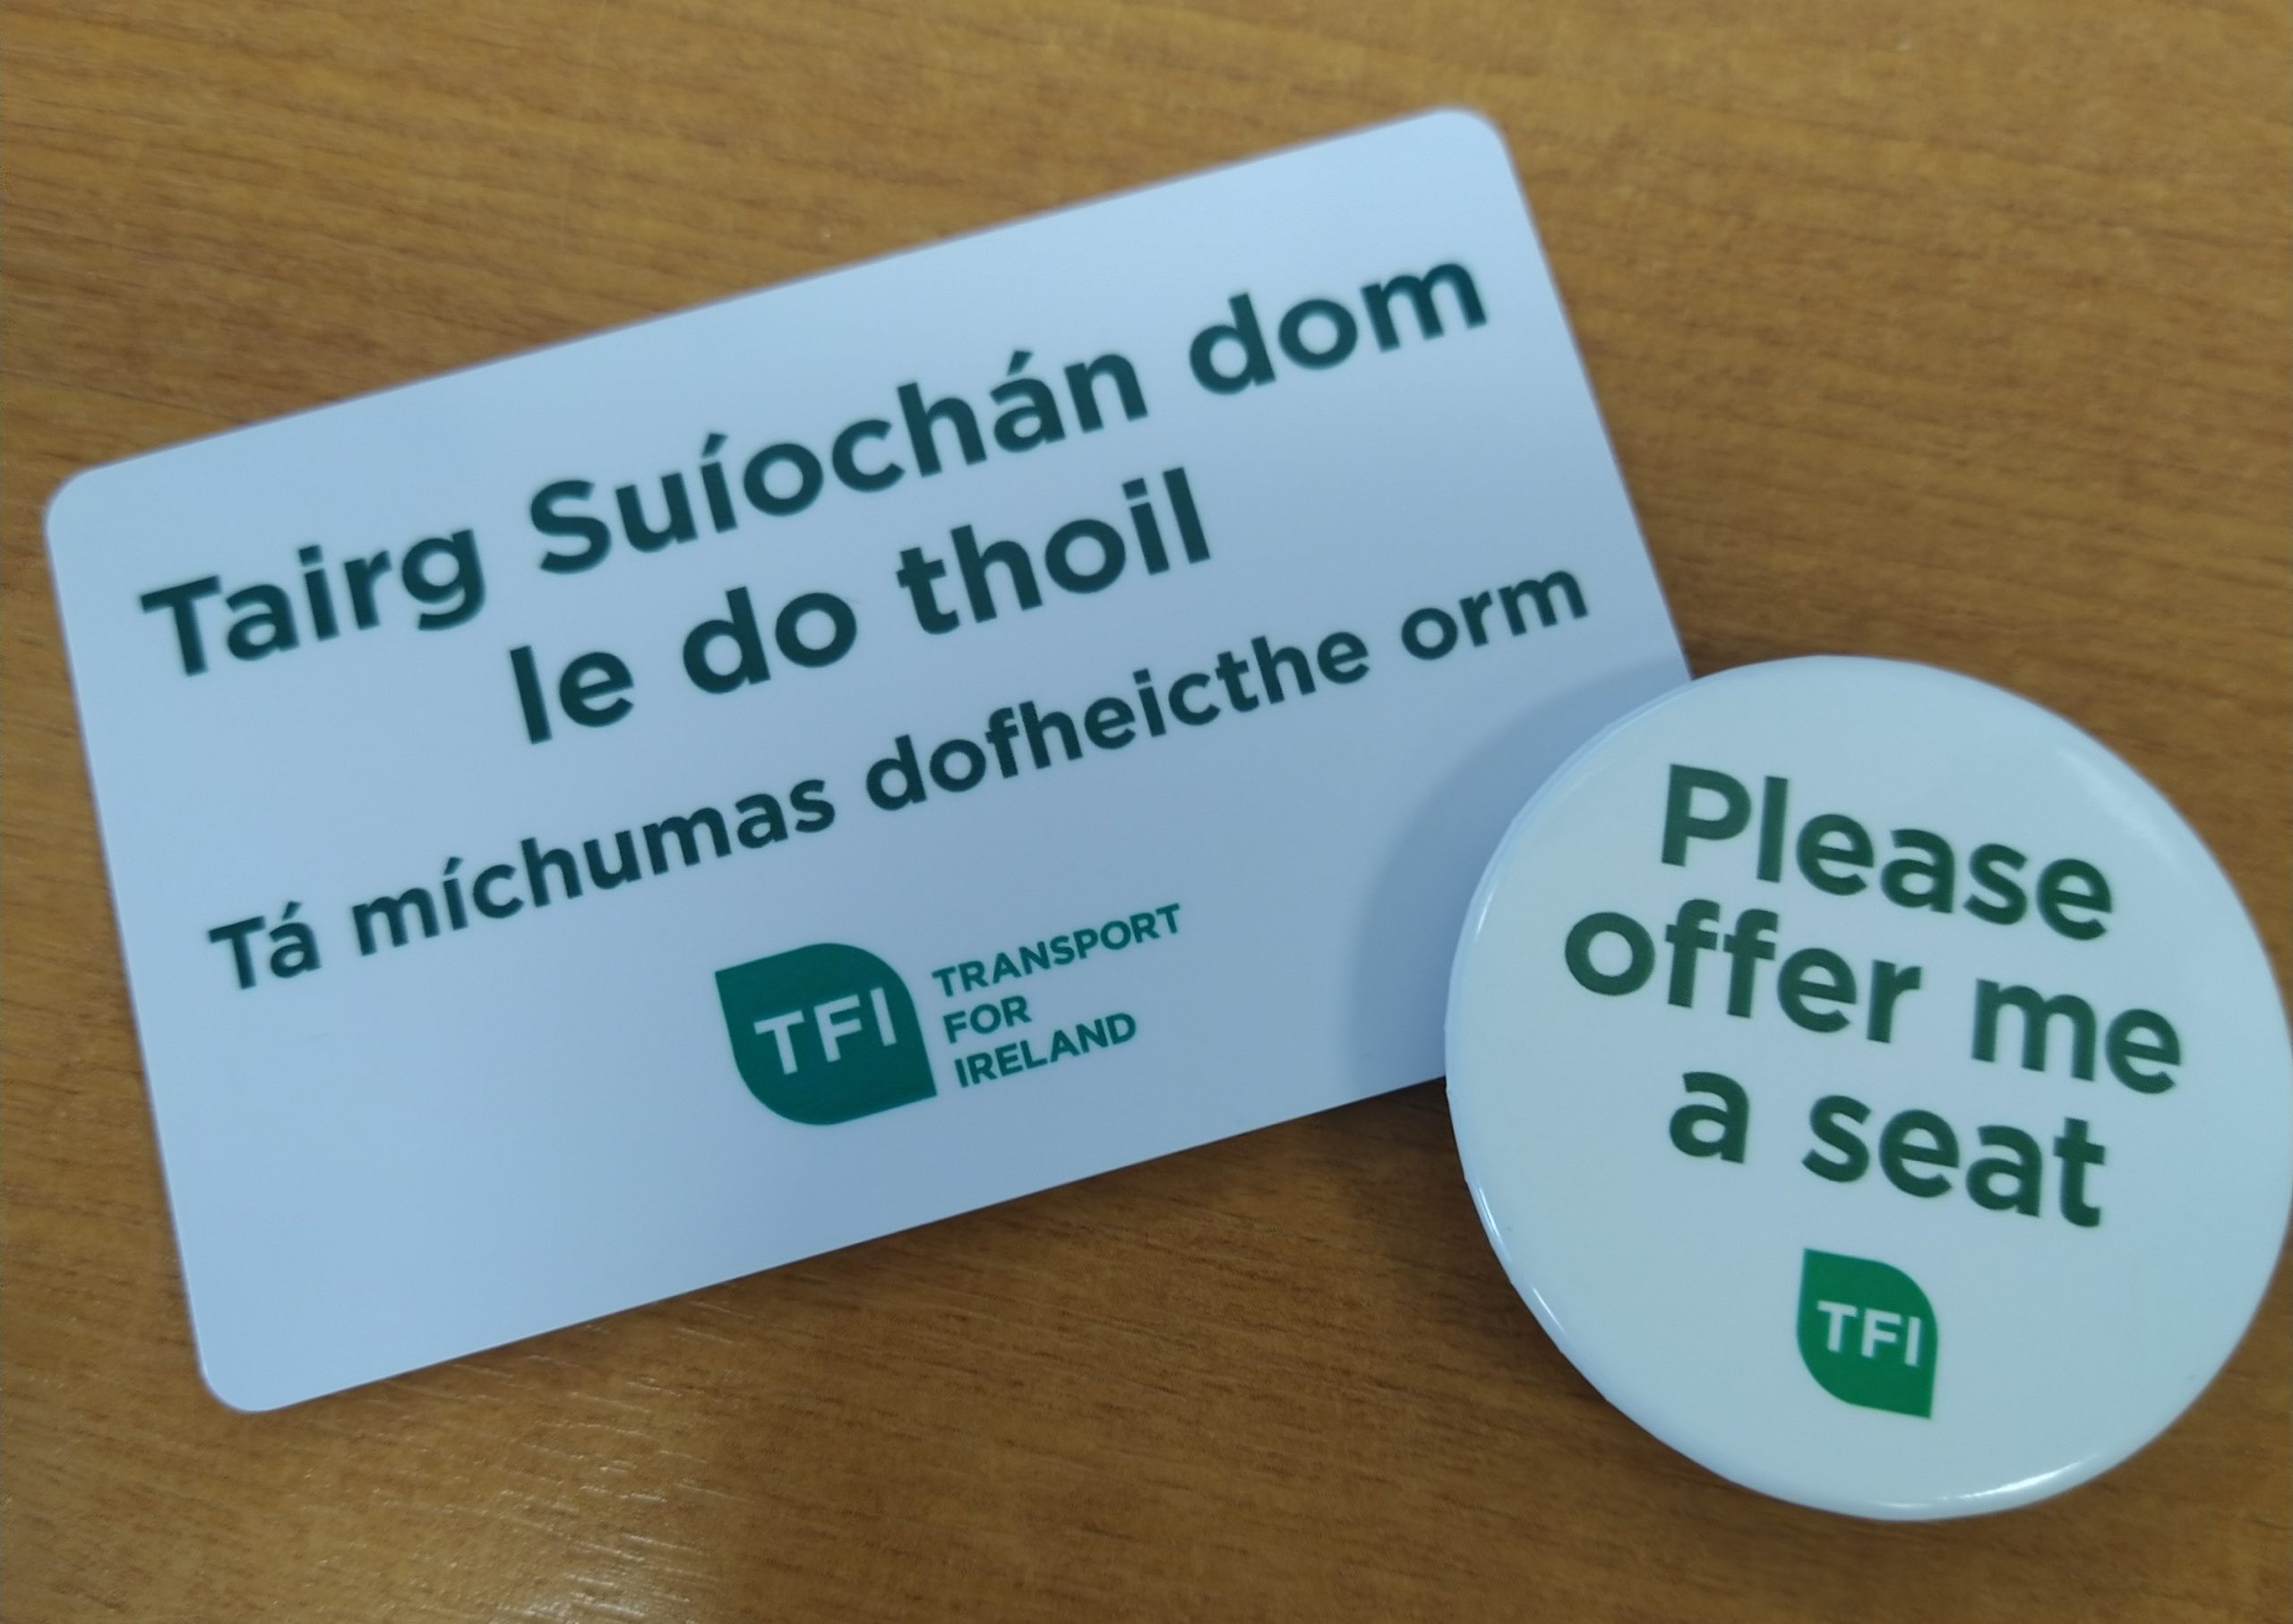 Tairg Suíochán dom
le do thoil
Tá míchumas dofheicthe orm
TFI
TRANSPORT
FOR
IRELAND
Please
offer me
a seat
TFI